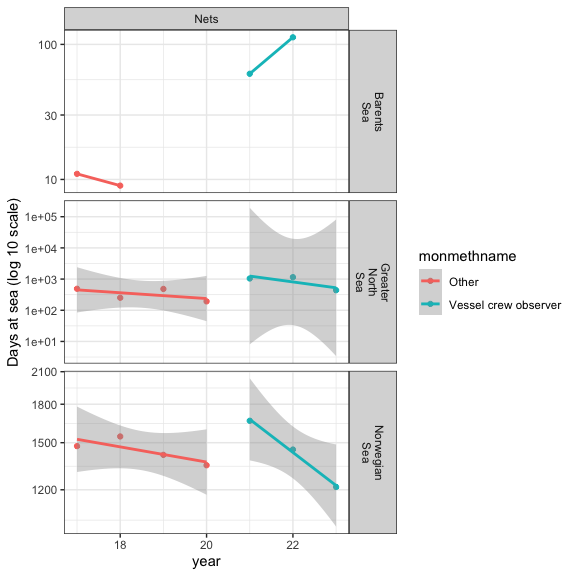 Nets
100
30
10
Barents
Sea
1e+05
1e+04
1e+03
1e+02
1e+01
Greater
North
Sea
2100
1800
1500
1200
Norwegian
Sea
18
20
22
year
Days at sea (log 10 scale)
monmethname
Other
Vessel crew observer